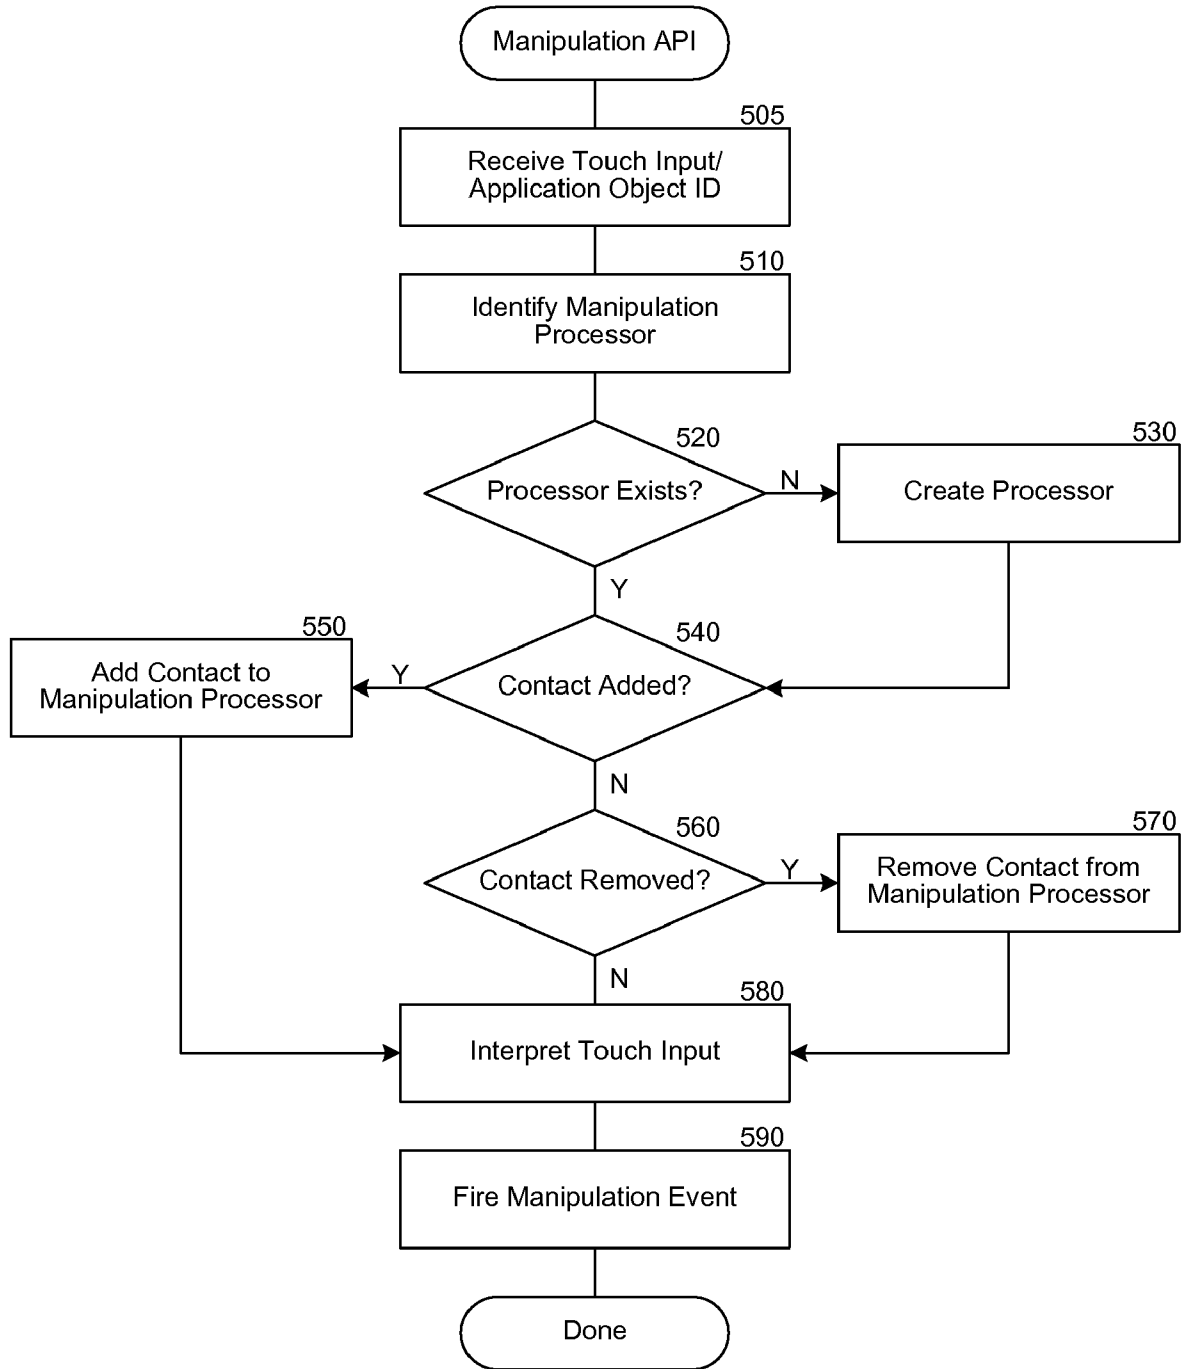 Manipulation API
505
Receive Touch Input/
Application Object ID
510
Identify Manipulation
Processor
520
Processor Exists?
N
530
Create Processor
Y
540
Contact Added?
Y
550
Add Contact to
Manipulation Processor
N
560
Contact Removed?
Y
570
Remove Contact from
Manipulation Processor
N
580
Interpret Touch Input
590
Fire Manipulation Event
Done